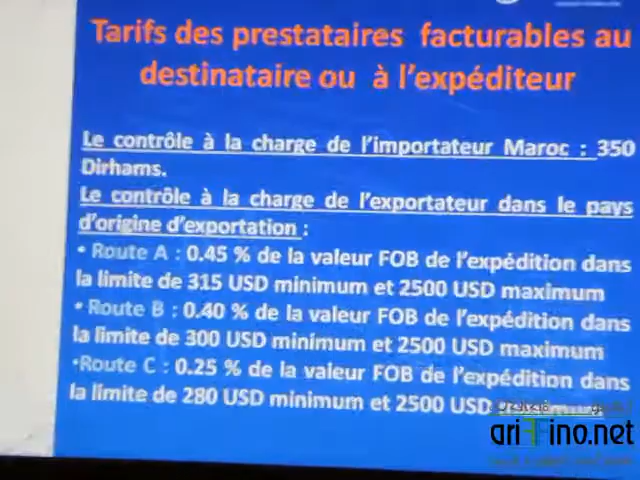 Tarifs des prestataires facturables au
destinataire ou à l'expéditeur
Le contrôle à la charge de l'importateur Maroc : 350
Dirhams.
Le contrôle à la charge de l'exportateur dans le pays
d'origine d'exportation :
• Route A : 0.45 % de la valeur FOB de l'expédition dans
la limite de 315 USD minimum et 2500 USD maximum
• Route B : 0.40 % de la valeur FOB de l'expédition dans
la limite de 300 USD minimum et 2500 USD maximum
•Route C : 0.25 % de la valeur FOB de l'expédition dans
la limite de 280 USD minimum et 2500 USD
ariffino.net